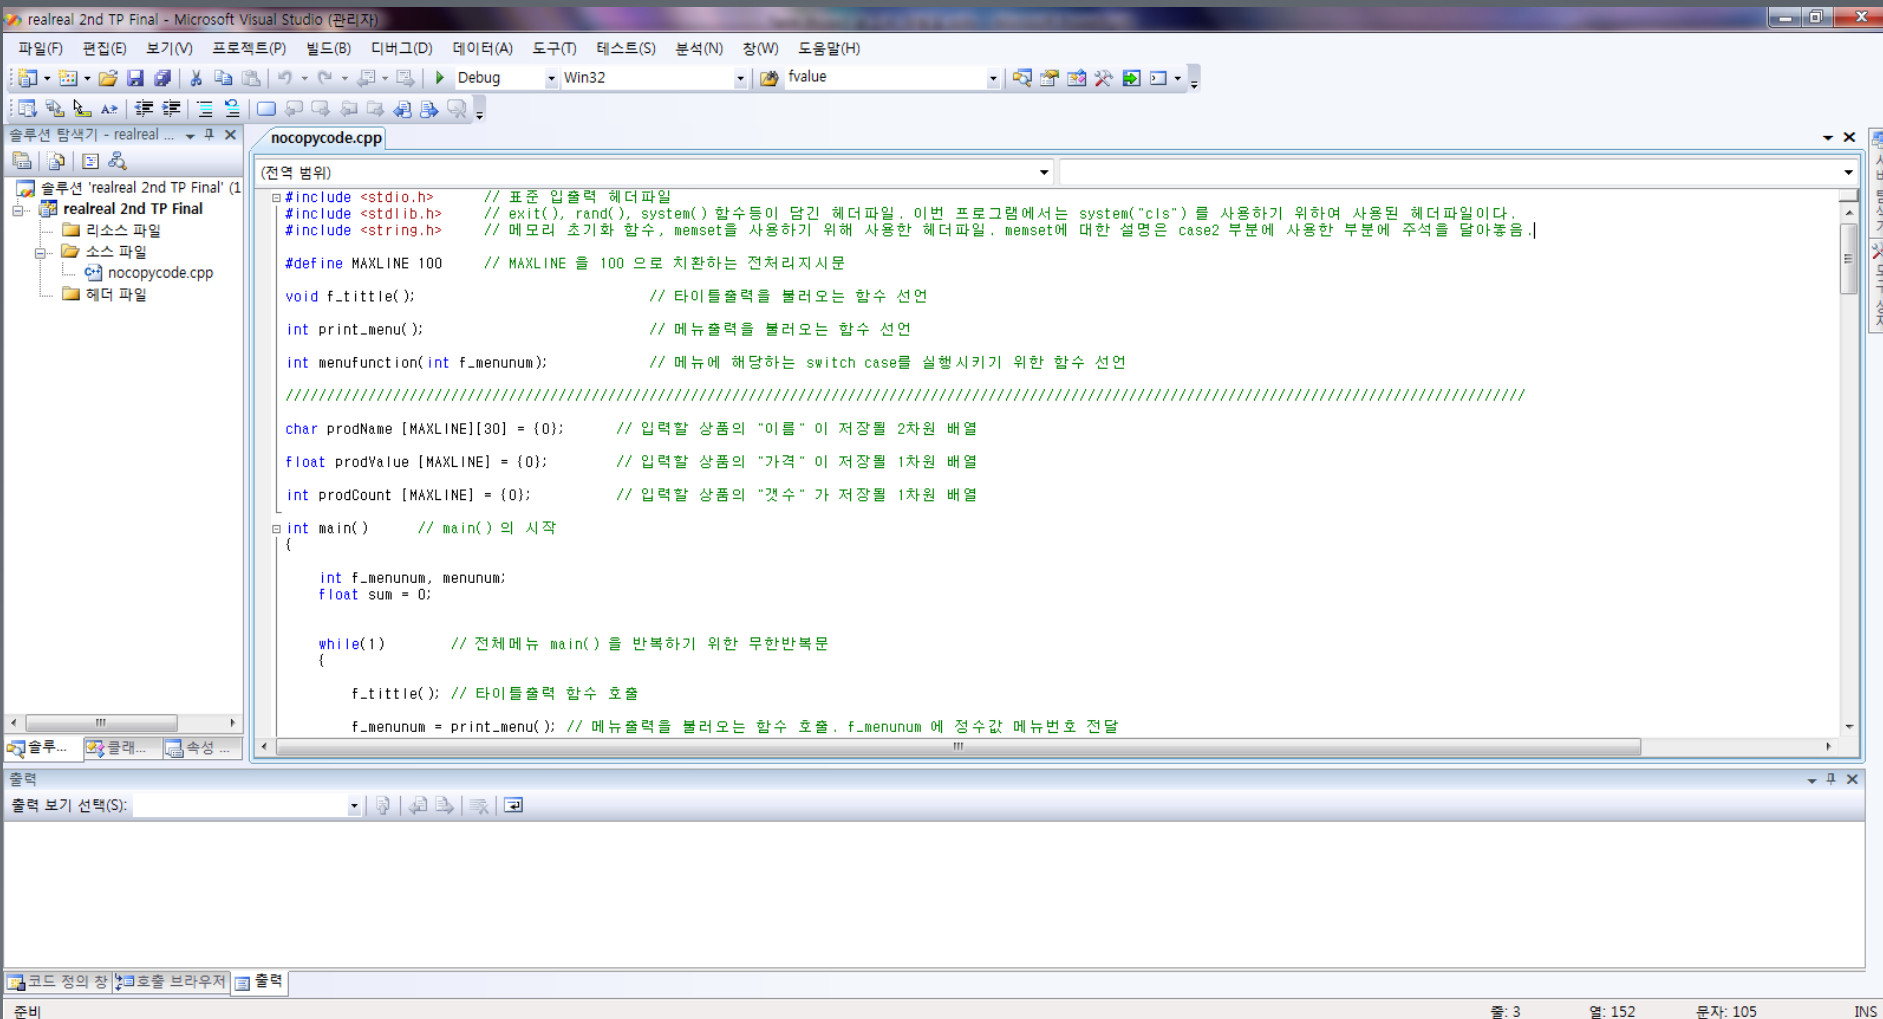 realreal 2nd TP Final - Microsoft Visual Studio (관리자)
파일(F) 편집(E) 보기(V) 프로젝트(P) 빌드(B) 디버그(D) 데이터(A) 도구(T) 테스트(S) 분석(N) 창(W) 도움말(H)
Debug Win32 fvalue
솔루션 탐색기 - realreal ...
nocopycode.cpp
(전역 범위)
솔루션 'realreal 2nd TP Final' (1
realreal 2nd TP Final
리소스 파일
소스 파일
nocopycode.cpp
헤더 파일
#include <stdio.h> // 표준 입출력 헤더파일
#include <stdlib.h> // exit(), rand(), system() 함수등이 담긴 헤더파일. 이번 프로그램에서는 system("cls") 를 사용하기 위하여 사용된 헤더파일이다.
#include <string.h> // 메모리 초기화 함수, memset을 사용하기 위해 사용한 헤더파일. memset에 대한 설명은 case2 부분에 사용한 부분에 주석을 달아놓음.
#define MAXLINE 100 // MAXLINE 을 100 으로 치환하는 전처리지시문
void f_tittle(); // 타이틀출력을 불러오는 함수 선언
int print_menu(); // 메뉴출력을 불러오는 함수 선언
int menufunction(int f_menunum); // 메뉴에 해당하는 switch case를 실행시키기 위한 함수 선언
//////////////////////////////////////////////////////////////////////////////////////////////////////////////////////////////////////////////////////
char prodName [MAXLINE][30] = {0}; // 입력할 상품의 "이름" 이 저장될 2차원 배열
float prodValue [MAXLINE] = {0}; // 입력할 상품의 "가격" 이 저장될 1차원 배열
int prodCount [MAXLINE] = {0}; // 입력할 상품의 "갯수" 가 저장될 1차원 배열
int main() // main() 의 시작
{
int f_menunum, menunum;
float sum = 0;
while(1) // 전체메뉴 main() 을 반복하기 위한 무한반복문
{
f_tittle(); // 타이틀출력 함수 호출
f_menunum = print_menu(); // 메뉴출력을 불러오는 함수 호출. f_menunum 에 정수값 메뉴번호 전달
솔루... 클래... 속성 ...
출력
출력 보기 선택(S):
코드 정의 창 호출 브라우저 출력
준비 줄: 3 열: 152 문자: 105 INS